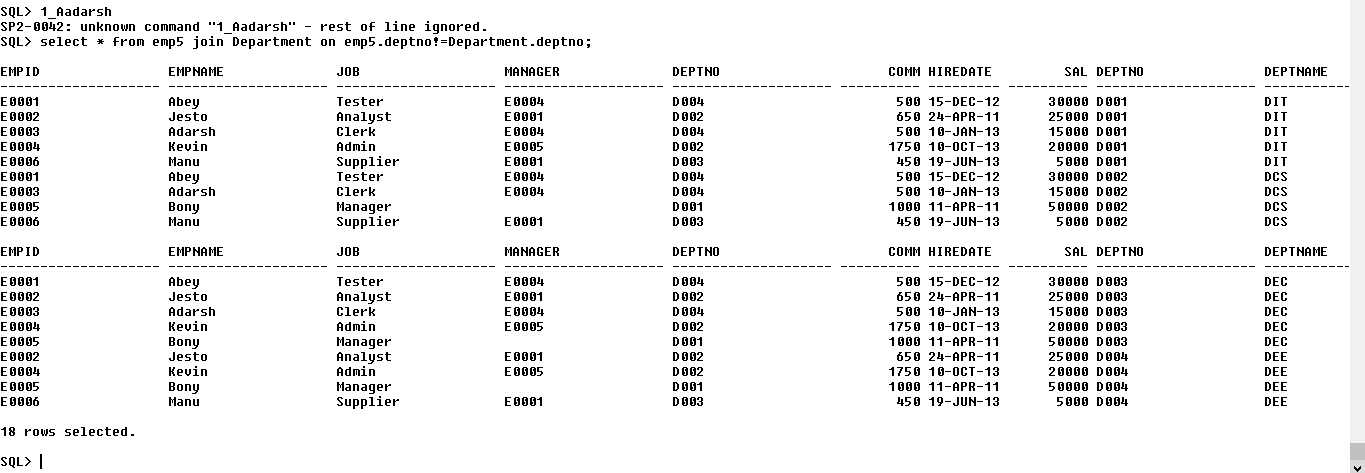 SQL> 1_Aadarsh
SP2-0042: unknown command "1_Aadarsh" - rest of line ignored.
SQL> select * from emp5 join Department on emp5.deptno!=Department.deptno;
EMPID EMPNAME JOB MANAGER DEPTNO COMM HIREDATE SAL DEPTNO DEPTNAME
-------------------- -------------------- -------------------- -------------------- -------------------- ---------- --------- ---------- -------------------- -----------
E0001 Abey Tester E0004 D004 500 15-DEC-12 30000 D001 DIT
E0002 Jesto Analyst E0001 D002 650 24-APR-11 25000 D001 DIT
E0003 Adarsh Clerk E0004 D004 500 10-JAN-13 15000 D001 DIT
E0004 Kevin Admin E0005 D002 1750 10-OCT-13 20000 D001 DIT
E0006 Manu Supplier E0001 D003 450 19-JUN-13 5000 D001 DIT
E0001 Abey Tester E0004 D004 500 15-DEC-12 30000 D002 DCS
E0003 Adarsh Clerk E0004 D004 500 10-JAN-13 15000 D002 DCS
E0005 Bony Manager D001 1000 11-APR-11 50000 D002 DCS
E0006 Manu Supplier E0001 D003 450 19-JUN-13 5000 D002 DCS
EMPID EMPNAME JOB MANAGER DEPTNO COMM HIREDATE SAL DEPTNO DEPTNAME
-------------------- -------------------- -------------------- -------------------- -------------------- ---------- --------- ---------- -------------------- -----------
E0001 Abey Tester E0004 D004 500 15-DEC-12 30000 D003 DEC
E0002 Jesto Analyst E0001 D002 650 24-APR-11 25000 D003 DEC
E0003 Adarsh Clerk E0004 D004 500 10-JAN-13 15000 D003 DEC
E0004 Kevin Admin E0005 D002 1750 10-OCT-13 20000 D003 DEC
E0005 Bony Manager D001 1000 11-APR-11 50000 D003 DEC
E0002 Jesto Analyst E0001 D002 650 24-APR-11 25000 D004 DEE
E0004 Kevin Admin E0005 D002 1750 10-OCT-13 20000 D004 DEE
E0005 Bony Manager D001 1000 11-APR-11 50000 D004 DEE
E0006 Manu Supplier E0001 D003 450 19-JUN-13 5000 D004 DEE
18 rows selected.
SQL>